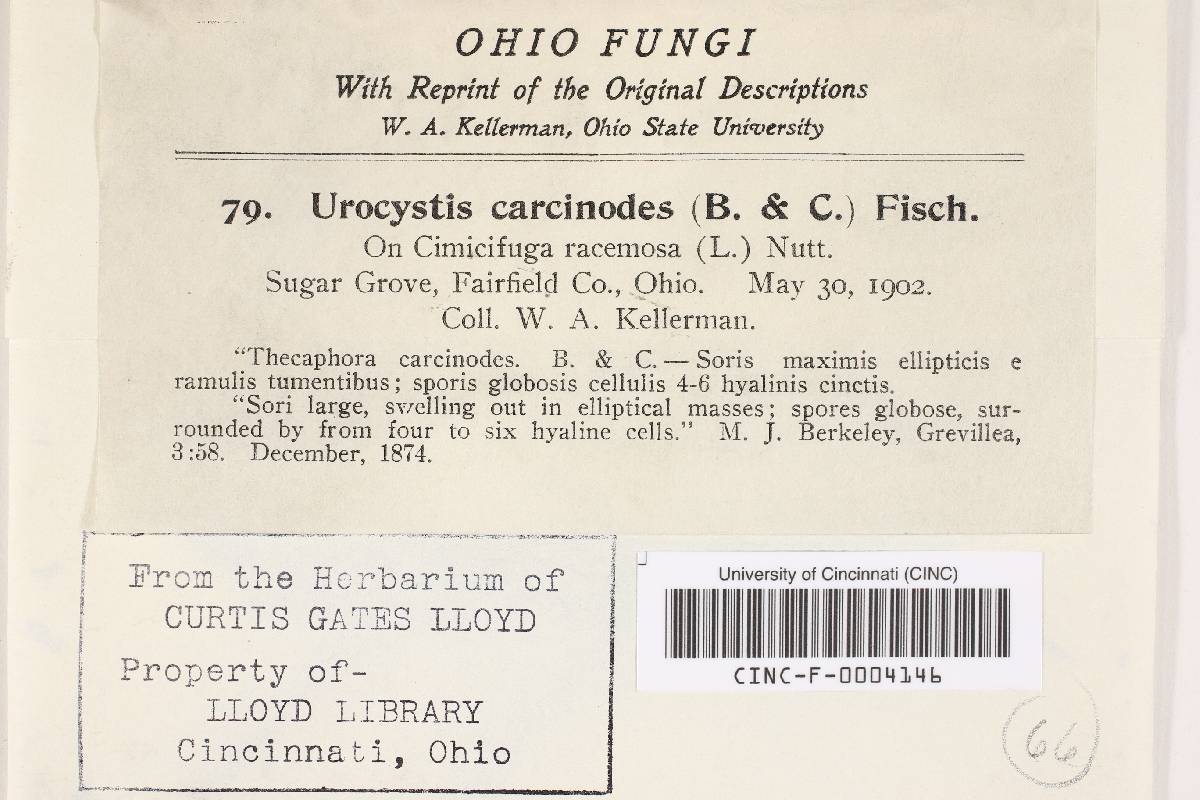 OHIO FUNGI
With Reprint of the Original Descriptions
W. A. Kellerman, Ohio State University
79. Urocystis carcinodes (B. & C.) Fisch.
On Cimicifuga racemosa (L.) Nutt.
Sugar Grove, Fairfield Co., Ohio. May 30, 1902.
Coll. W. A. Kellerman.
“Thecaphora carcinodes. B. & C.—Soris maximis ellipticis e
ramulis tumentibus; sporis globosis cellulis 4-6 hyalinis cinctis.
“Sori large, swelling out in elliptical masses; spores globose, sur-
rounded by from four to six hyaline cells.” M. J. Berkeley, Grevillea,
3:58. December, 1874.
From the Herbarium of
CURTIS GATES LLOYD
Property of-
LLOYD LIBRARY
Cincinnati, Ohio
University of Cincinnati (CINC)
CINC-F-0004146
66